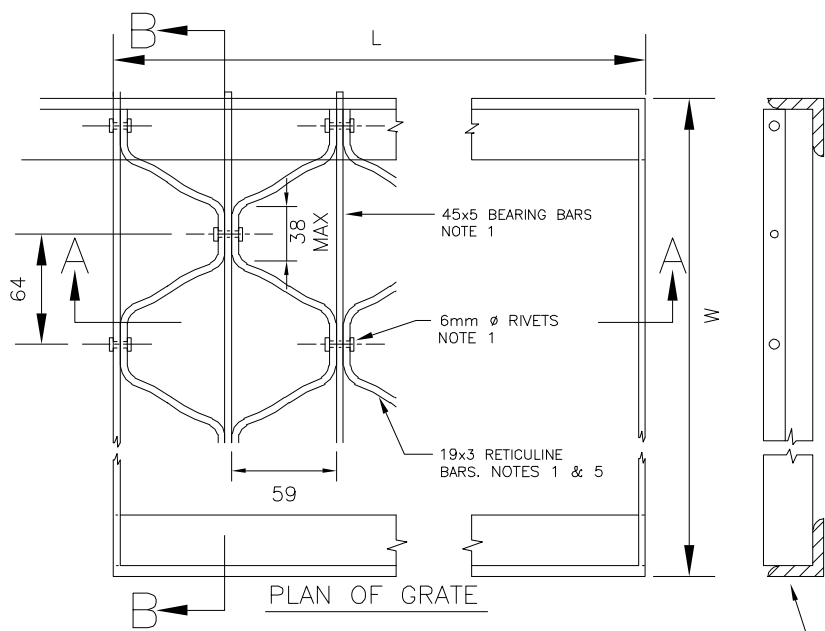 B
L
45x5 BEARING BARS
NOTE 1
38
MAX
A
A
64
W
6mm ø RIVETS
NOTE 1
19x3 RETICULINE
BARS. NOTES 1 & 5
59
PLAN OF GRATE
B